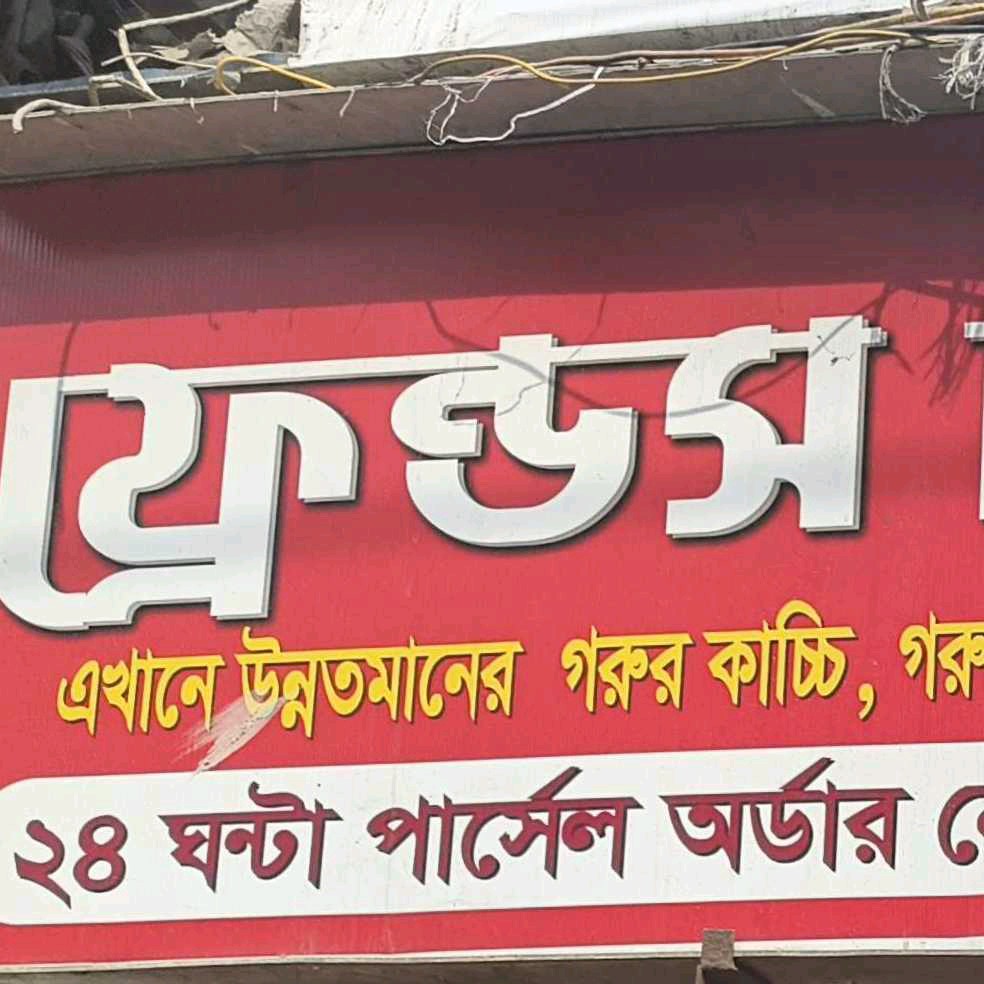 ফ্রেন্ডস
এখানে উন্নতমানের গরুর কাচ্চি, গরু
২৪ ঘন্টা পার্সেল অর্ডার